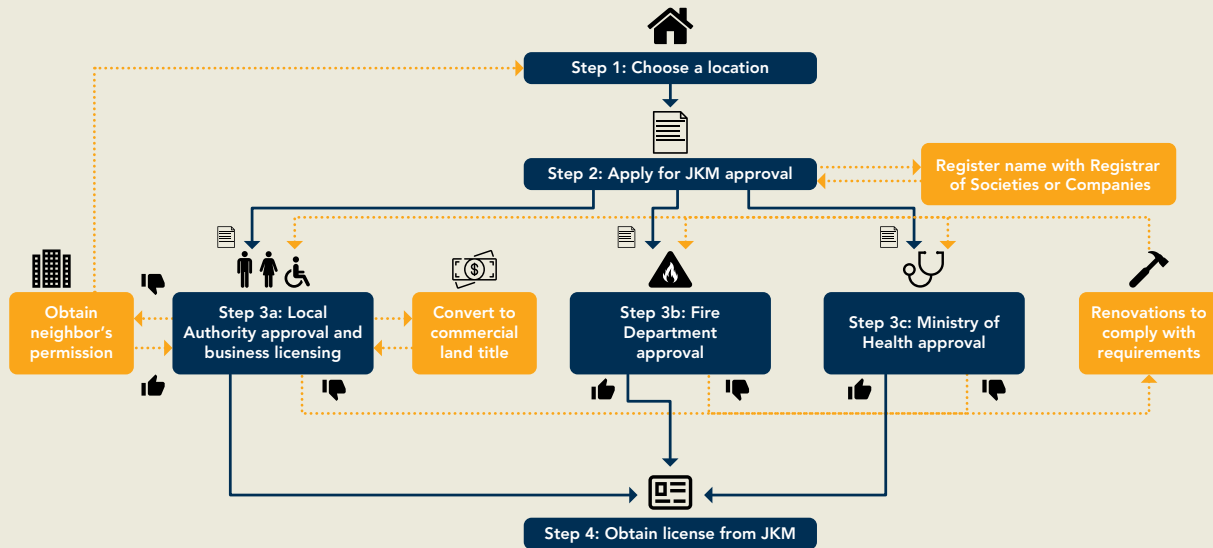 Step 1: Choose a location
Step 2: Apply for JKM approval
Register name with Registrar
of Societies or Companies
Obtain
neighbor's
permission
Step 3a: Local
Authority approval and
business licensing
Convert to
commercial
land title
Step 3b: Fire
Department
approval
Step 3c: Ministry of
Health approval
Renovations to
comply with
requirements
Step 4: Obtain license from JKM